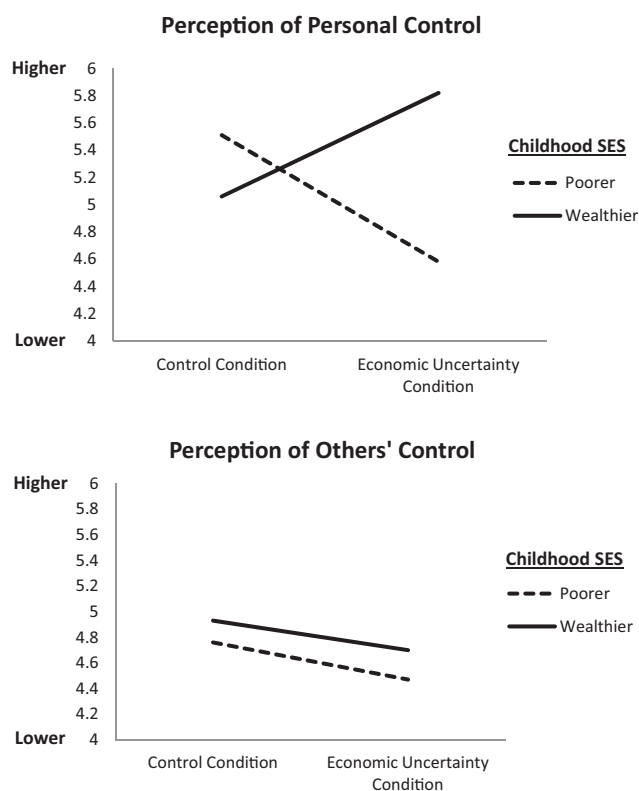 Perception of Personal Control
Higher 6
5.8
5.6
5.4
5.2
5
4.8
4.6
4.4
4.2
Lower 4
Control Condition
Economic Uncertainty
Condition
Childhood SES
Poorer
Wealthier
Perception of Others' Control
Higher 6
5.8
5.6
5.4
5.2
5
4.8
4.6
4.4
4.2
Lower 4
Control Condition
Economic Uncertainty
Condition
Childhood SES
Poorer
Wealthier